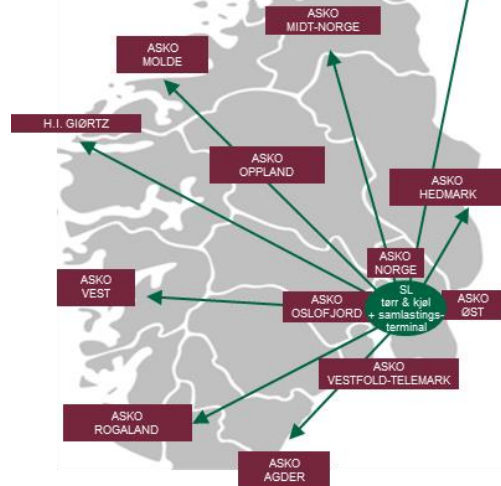 ASKO
MIDT-NORGE
ASKO
MOLDE
H.I. GIØRTZ
ASKO
OPPLAND
ASKO
HEDMARK
ASKO
NORGE
ASKO
VEST
ASKO
OSLOFJORD
SL
tørr & kjøl
+ samlastings-
terminal
ASKO
ØST
ASKO
VESTFOLD-TELEMARK
ASKO
ROGALAND
ASKO
AGDER